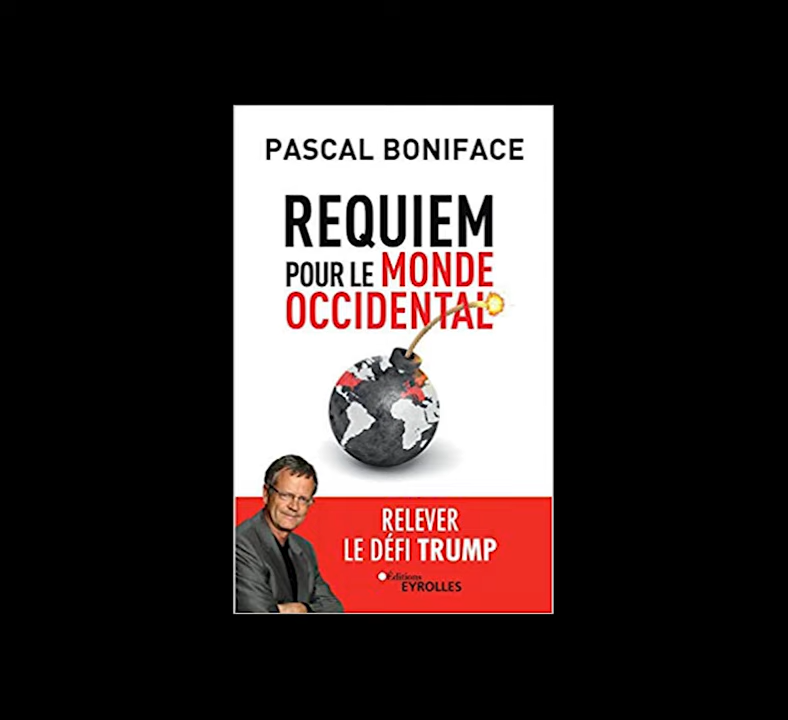 PASCAL BONIFACE
REQUIEM
POUR LE MONDE
OCCIDENTAL
RELEVER
LE DÉFI TRUMP
Éditions
EYROLLES